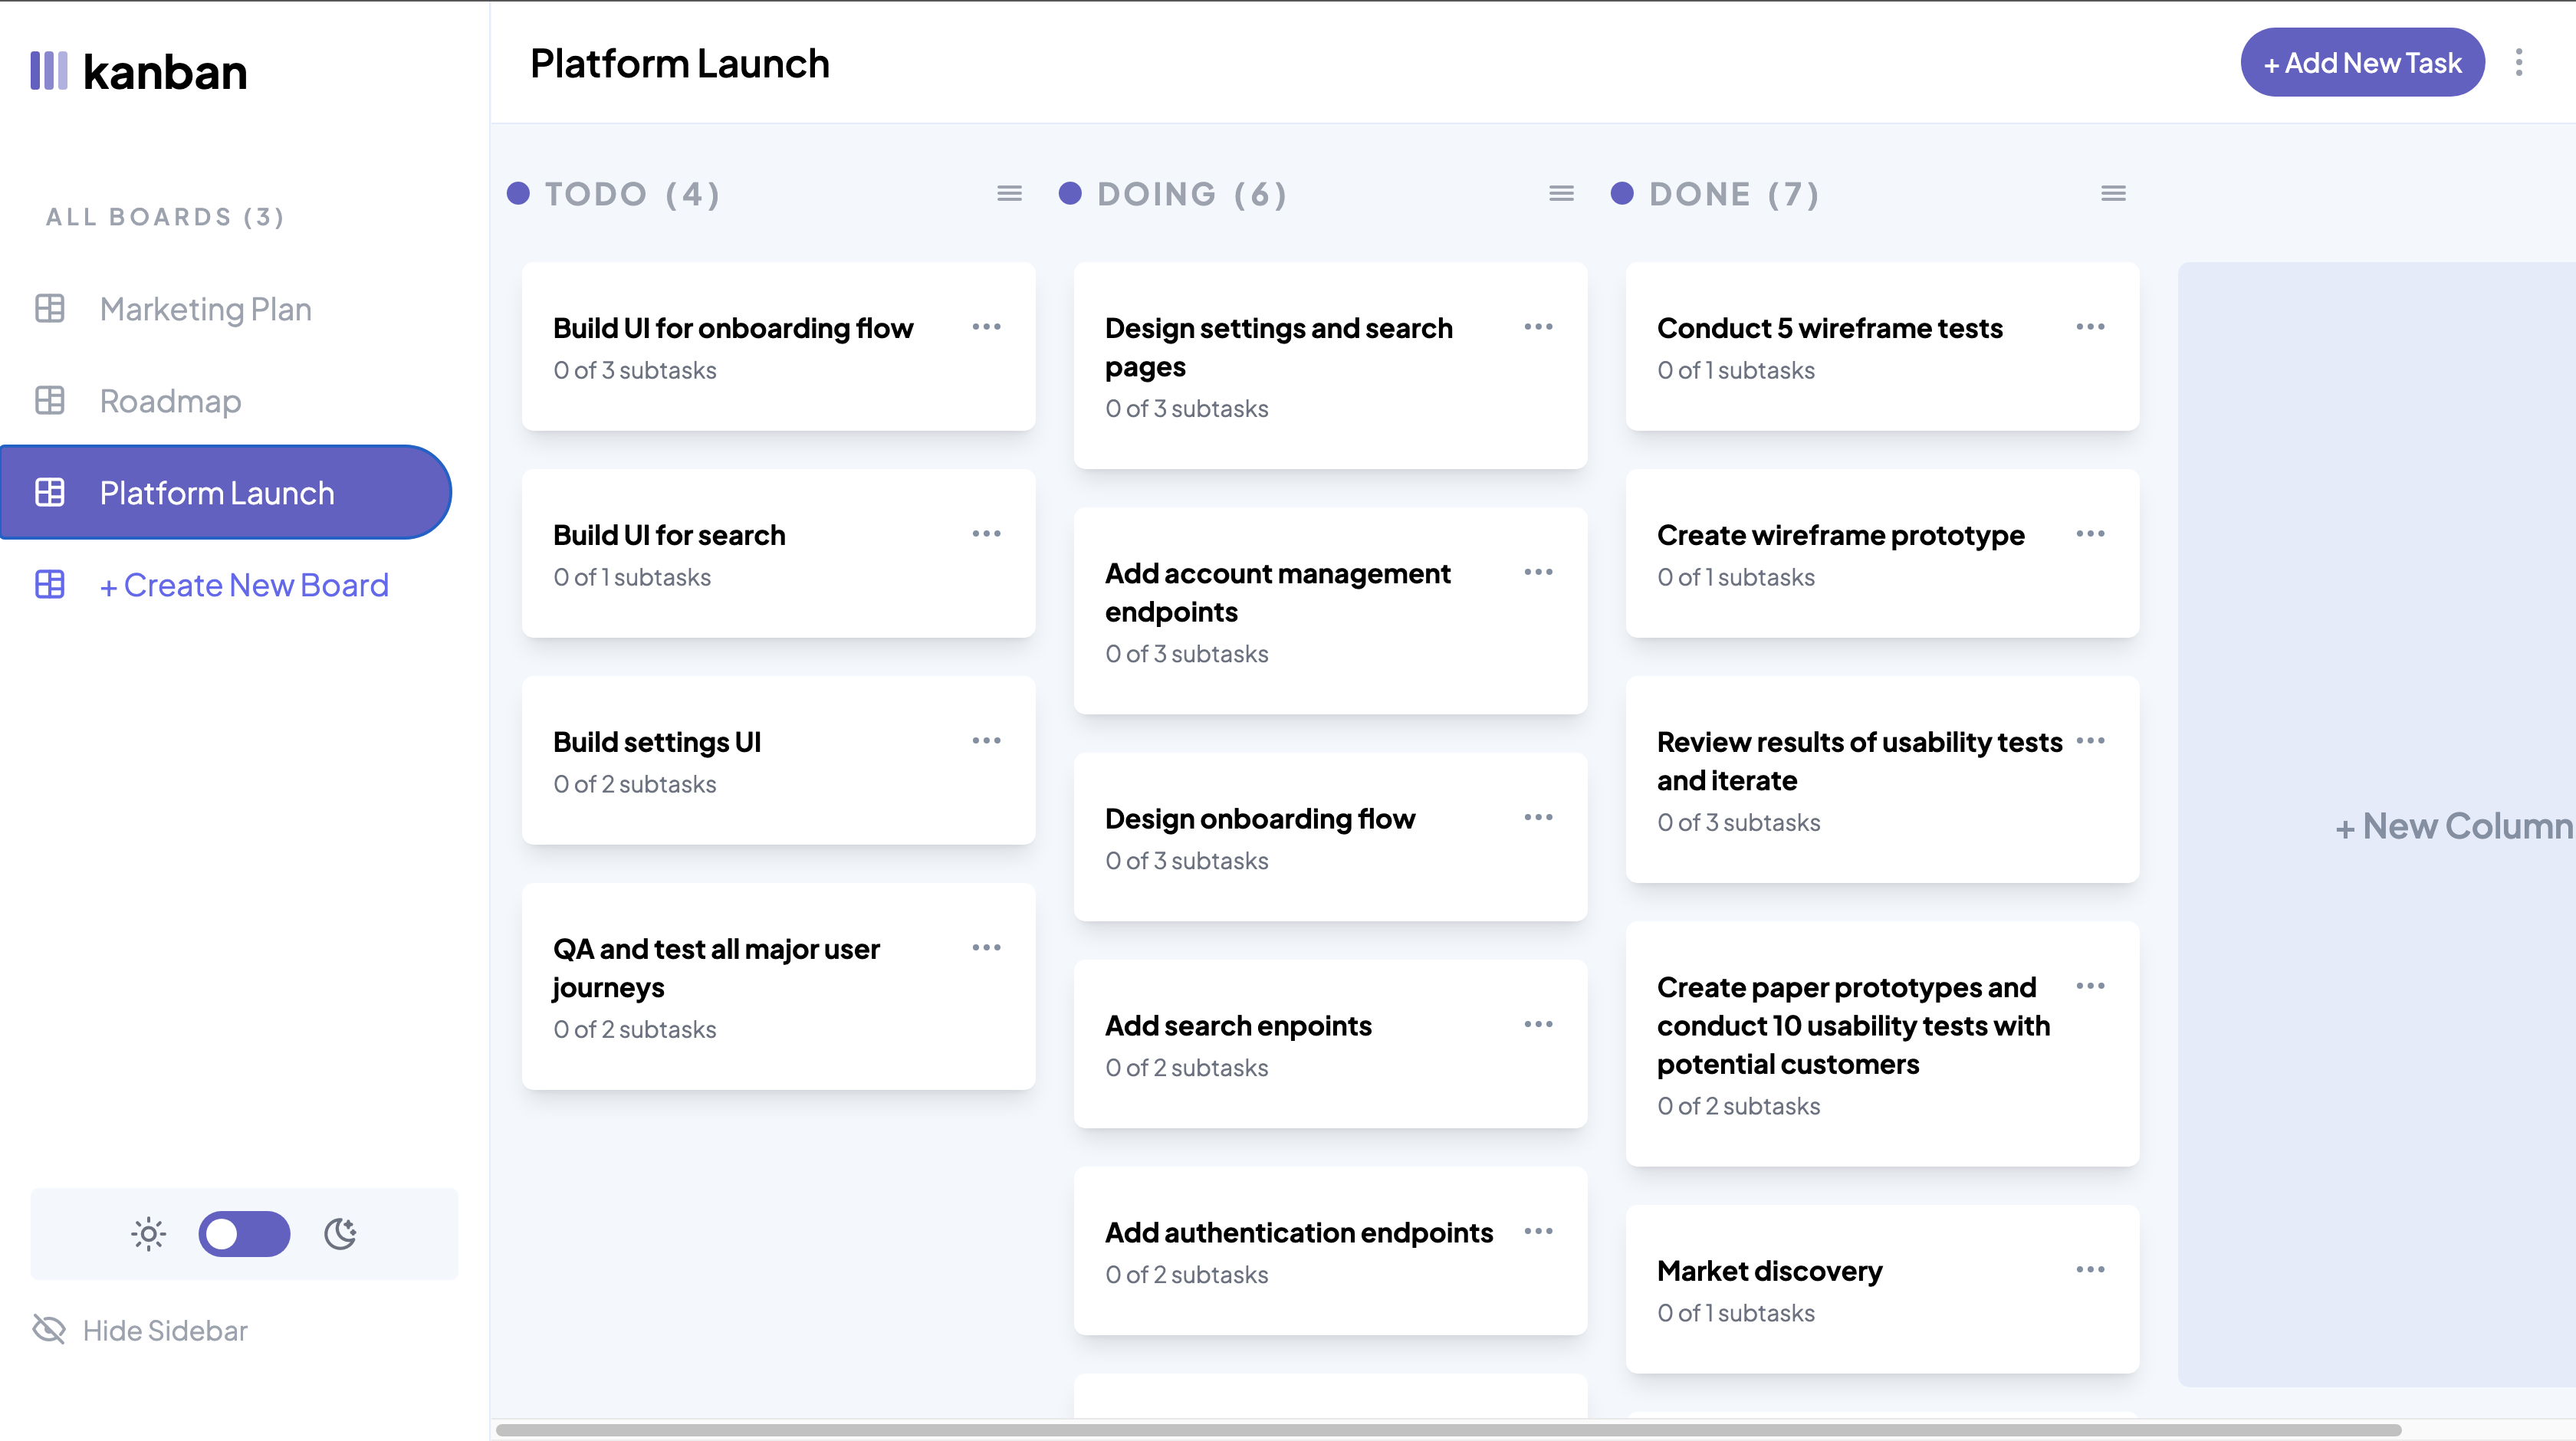 kanban
ALL BOARDS (3)
Marketing Plan
Roadmap
Platform Launch
+ Create New Board
Hide Sidebar
Platform Launch
+ Add New Task
TODO (4)
Build UI for onboarding flow
0 of 3 subtasks
Build UI for search
0 of 1 subtasks
Build settings UI
0 of 2 subtasks
QA and test all major user
journeys
0 of 2 subtasks
DOING (6)
Design settings and search
pages
0 of 3 subtasks
Add account management
endpoints
0 of 3 subtasks
Design onboarding flow
0 of 3 subtasks
Add search enpoints
0 of 2 subtasks
Add authentication endpoints
0 of 2 subtasks
DONE (7)
Conduct 5 wireframe tests
0 of 1 subtasks
Create wireframe prototype
0 of 1 subtasks
Review results of usability tests
and iterate
0 of 3 subtasks
Create paper prototypes and
conduct 10 usability tests with
potential customers
0 of 2 subtasks
Market discovery
0 of 1 subtasks
+ New Column